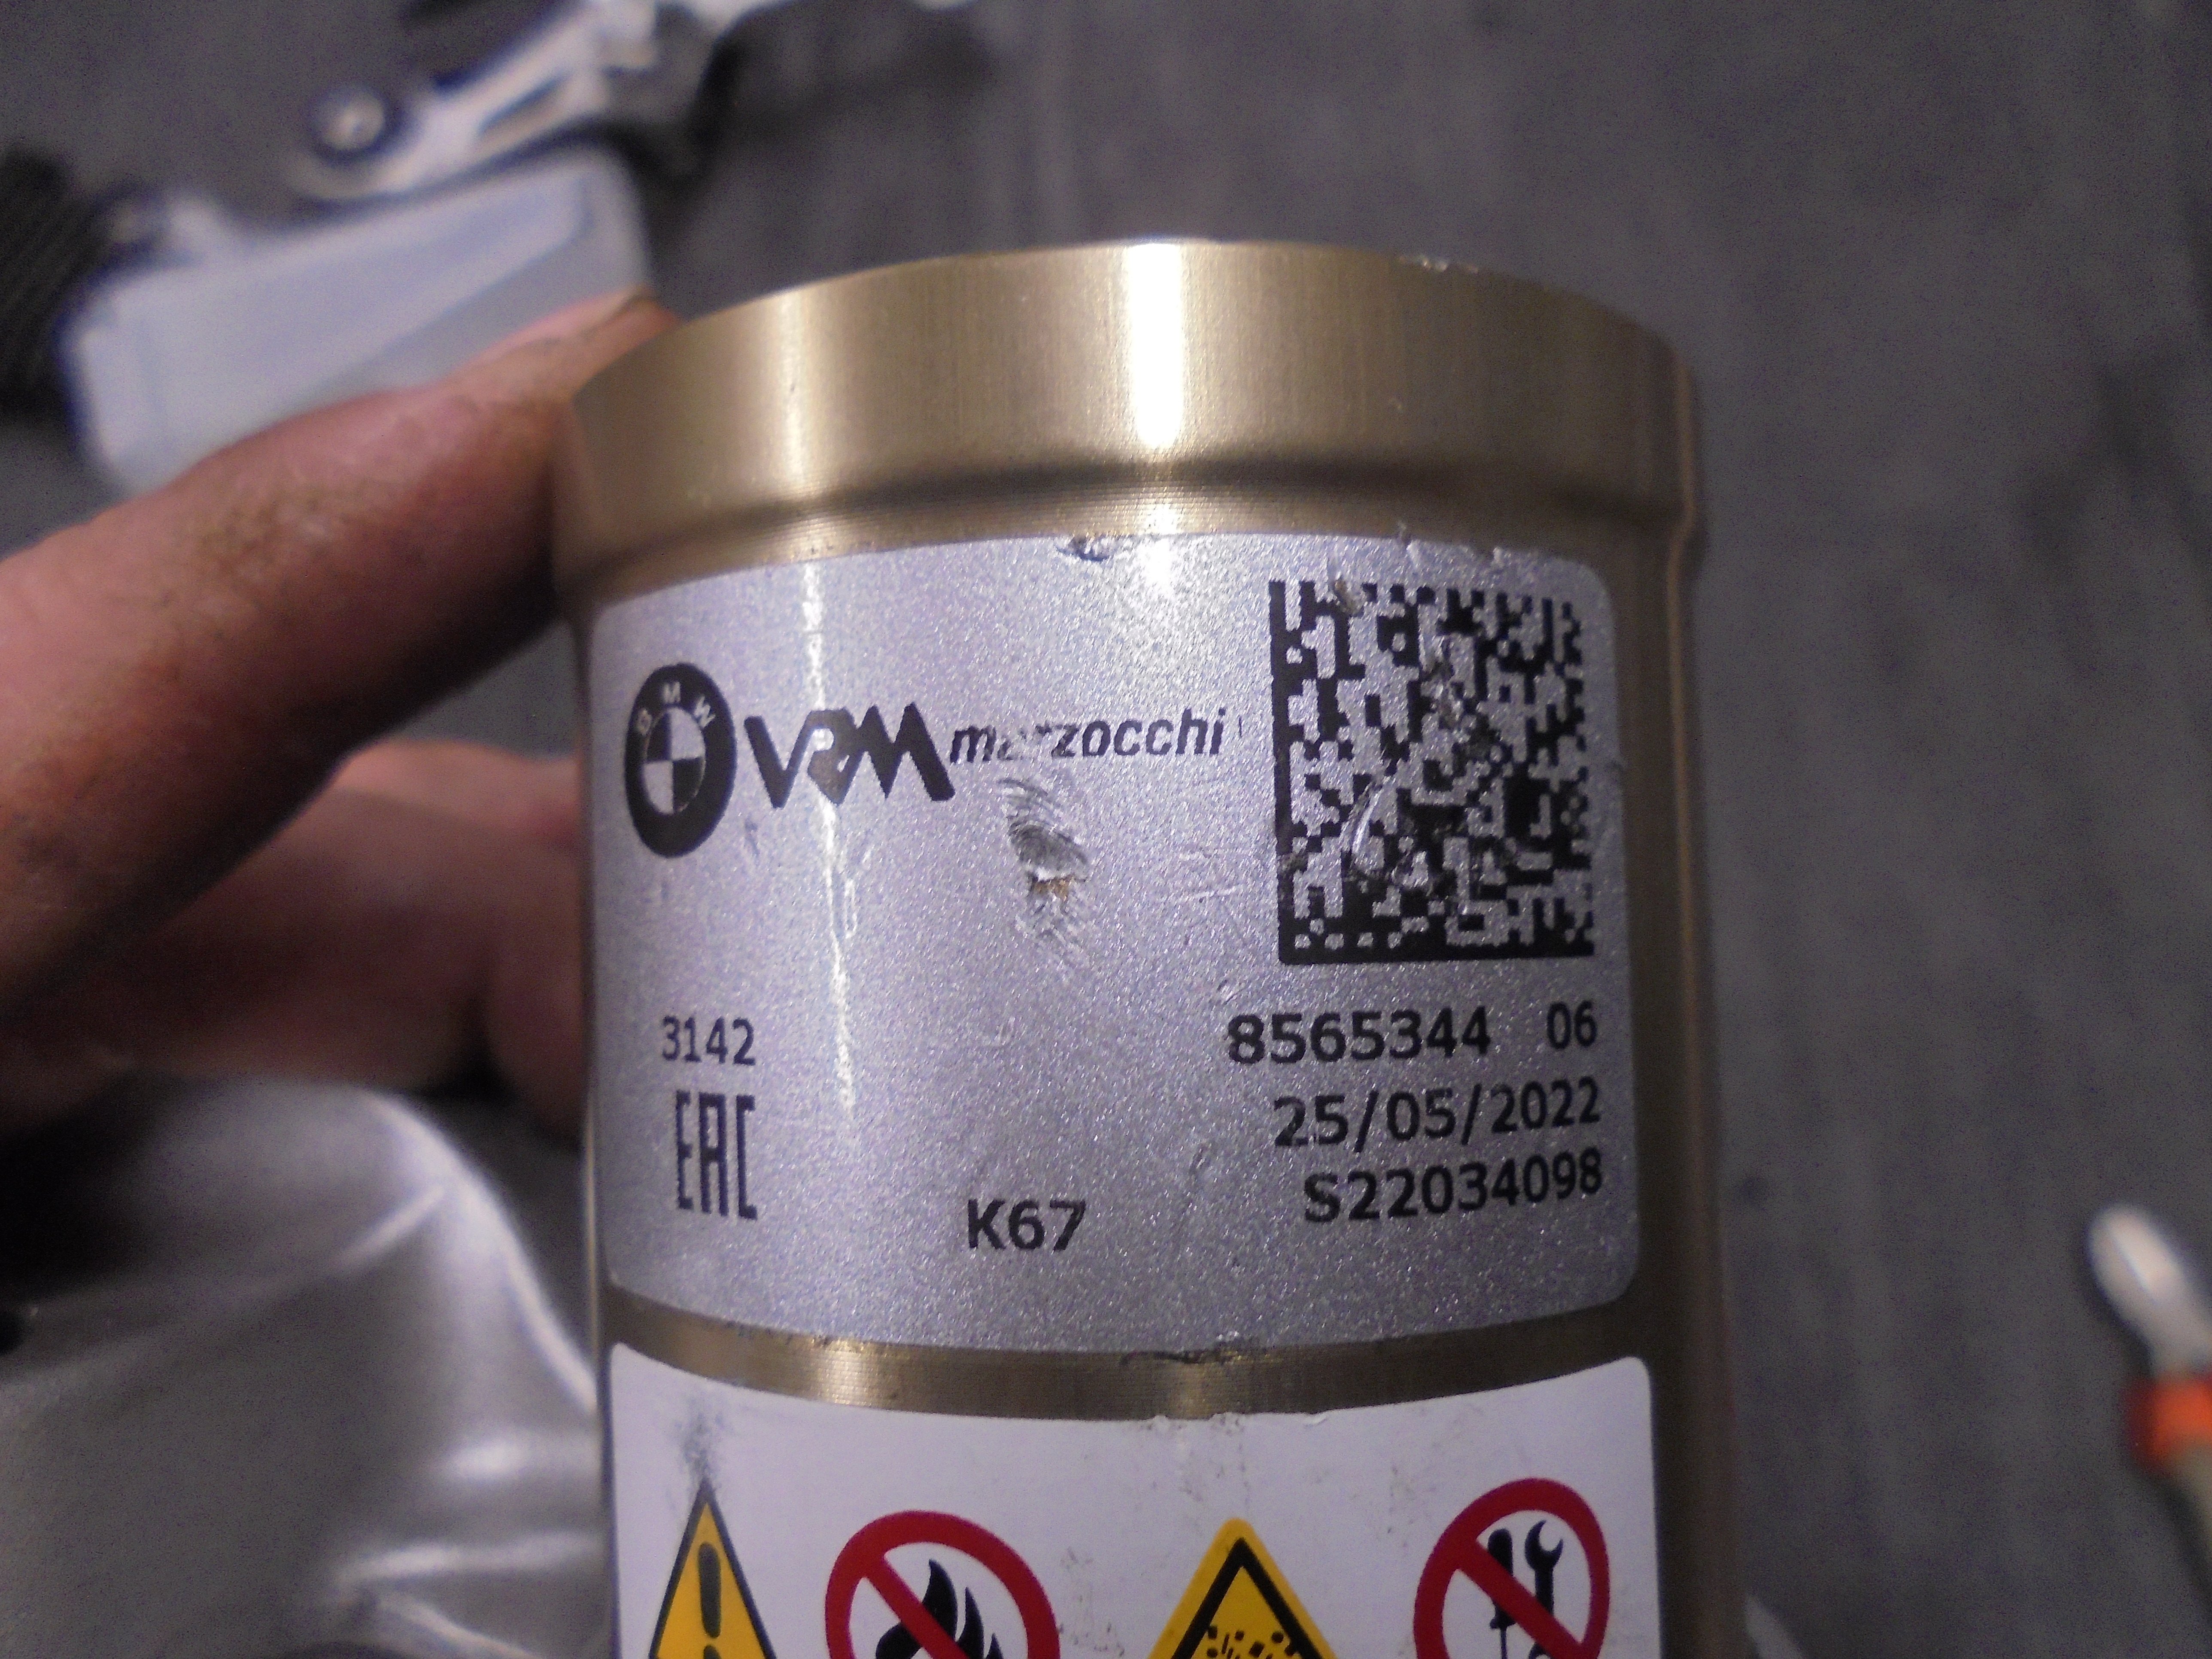 BMW VRM marzocchi
3142
8565344 06
EAC
25/05/2022
K67
S22034098